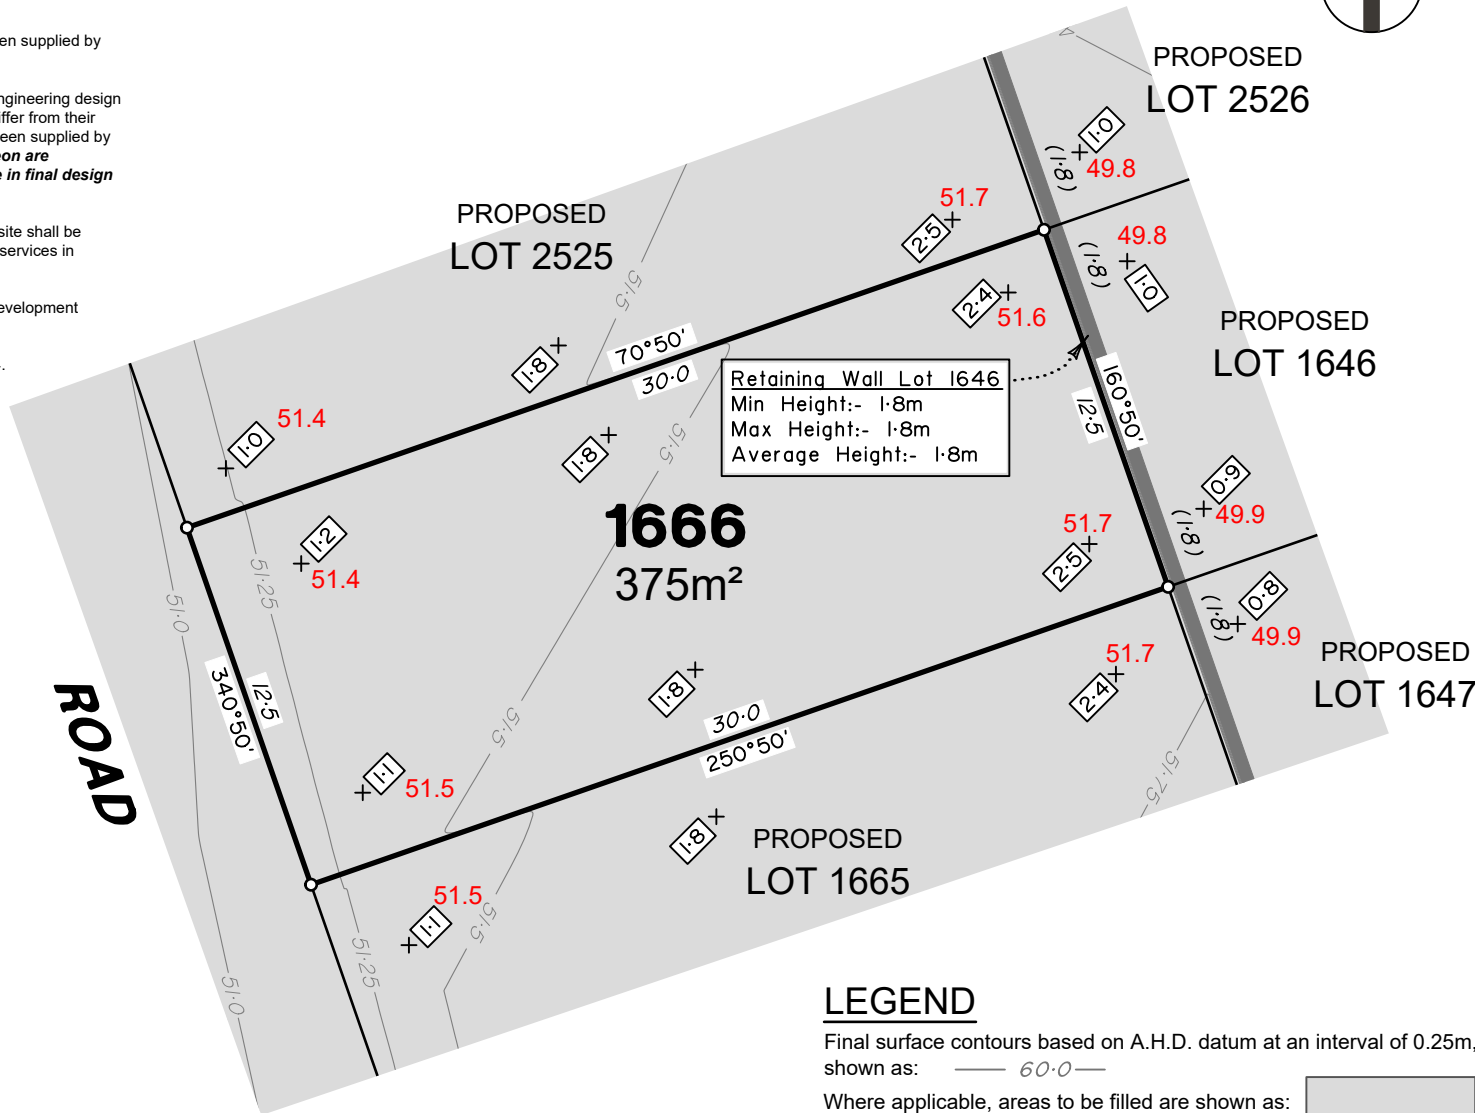 en supplied by
ngineering design
iffer from their
een supplied by
on are
e in final design
site shall be
services in
evelopment
PROPOSED
LOT 2526
1·0
(1·8)
49.8
PROPOSED
LOT 2525
51·5
51.7
2·5
49.8
(1·8)
1·0
2·4
51.6
PROPOSED
LOT 1646
1·8
70°50'
30·0
Retaining Wall Lot 1646
Min Height:- 1·8m
Max Height:- 1·8m
Average Height:- 1·8m
160°50'
12·5
51.4
1·0
1·8
51·5
1666
375m²
1·2
51.4
51·25
51·0
51.7
2·5
0·9
49.9
(1·8)
0·8
(1·8)
49.9
PROPOSED
LOT 1647
ROAD
340°50'
12·5
1·8
51·5
30·0
250°50'
51.7
2·4
51·75
1·1
51.5
1·8
PROPOSED
LOT 1665
51.5
1·1
51·5
51·25
51·0
LEGEND
Final surface contours based on A.H.D. datum at an interval of 0.25m,
shown as: 60·0
Where applicable, areas to be filled are shown as: